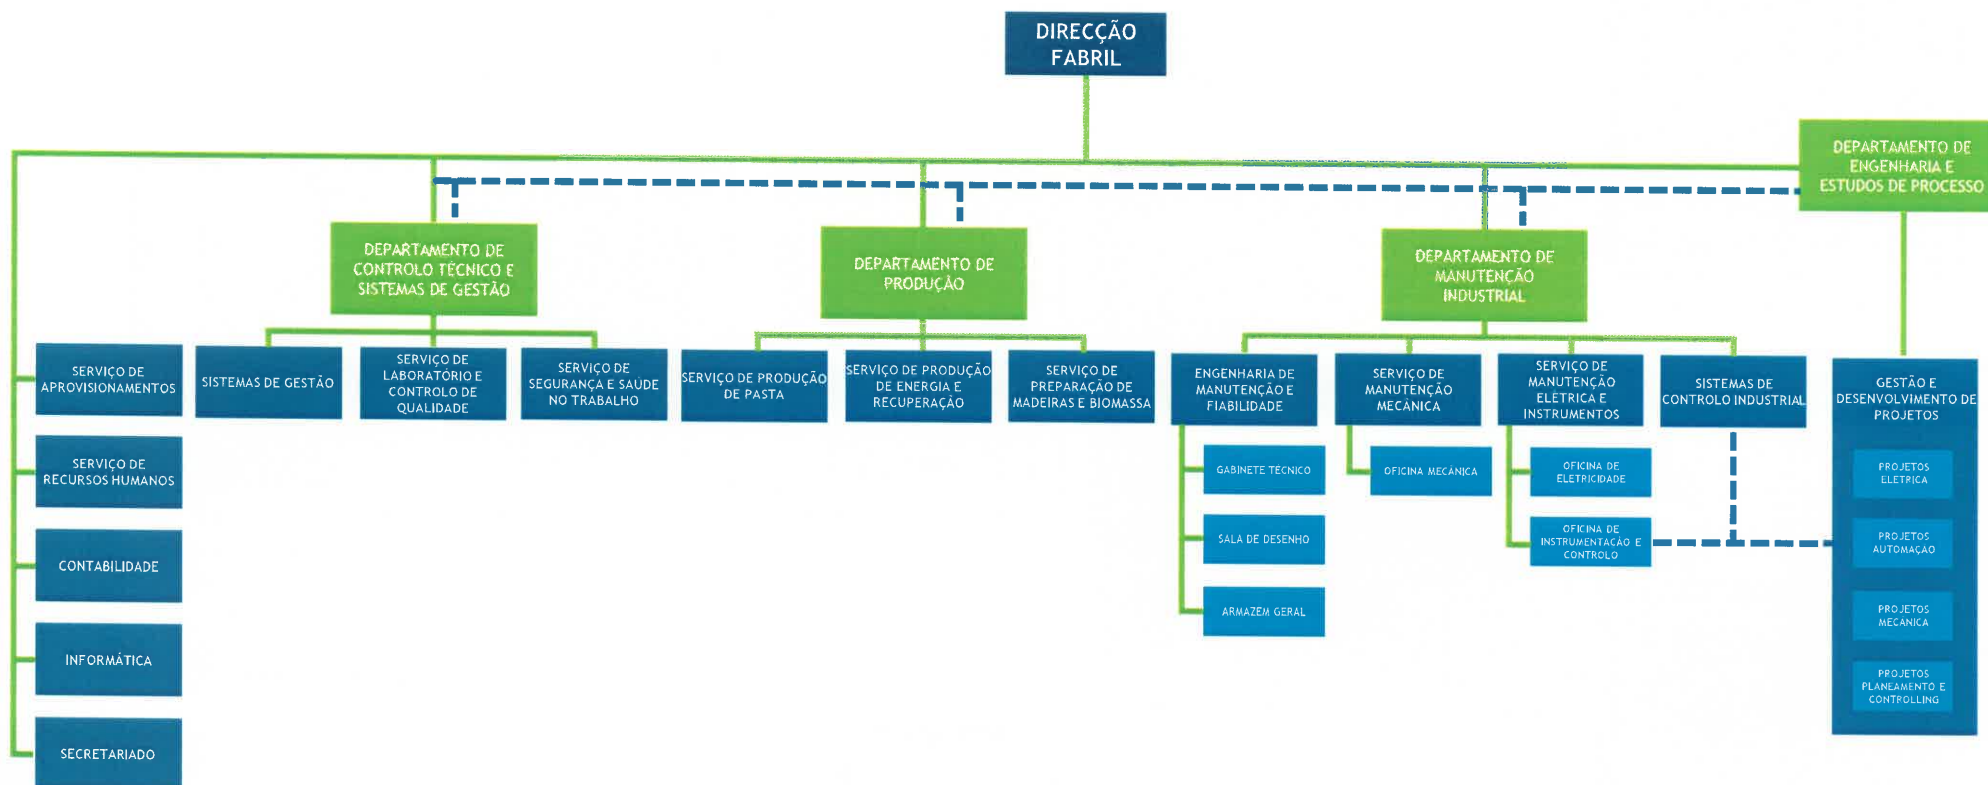 DIRECÇÃO
FABRIL
DEPARTAMENTO DE
ENGENHARIA E
ESTUDOS DE PROCESSO
DEPARTAMENTO DE
CONTROLO TÉCNICO E
SISTEMAS DE GESTÃO
DEPARTAMENTO DE
PRODUÇÃO
DEPARTAMENTO DE
MANUTENÇÃO
INDUSTRIAL
SERVIÇO DE
APROVISIONAMENTOS
SISTEMAS DE GESTÃO
SERVIÇO DE
LABORATÓRIO E
CONTROLO DE
QUALIDADE
SERVIÇO DE
SEGURANÇA E SAÚDE
NO TRABALHO
SERVIÇO DE PRODUÇÃO
DE PASTA
SERVIÇO DE PRODUÇÃO
DE ENERGIA E
RECUPERAÇÃO
SERVIÇO DE
PREPARAÇÃO DE
MADEIRAS E BIOMASSA
ENGENHARIA DE
MANUTENÇÃO E
FIABILIDADE
SERVIÇO DE
MANUTENÇÃO
MECÂNICA
SERVIÇO DE
MANUTENÇÃO
ELÉTRICA E
INSTRUMENTOS
SISTEMAS DE
CONTROLO INDUSTRIAL
GESTÃO E
DESENVOLVIMENTO DE
PROJETOS
SERVIÇO DE
RECURSOS HUMANOS
GABINETE TÉCNICO
OFICINA MECÂNICA
OFICINA DE
ELETRICIDADE
PROJETOS
ELETRICA
CONTABILIDADE
SALA DE DESENHO
OFICINA DE
INSTRUMENTAÇÃO E
CONTROLO
PROJETOS
AUTOMAÇÃO
INFORMÁTICA
ARMAZEM GERAL
PROJETOS
MECÂNICA
SECRETARIADO
PROJETOS
PLANEAMENTO E
CONTROLLING